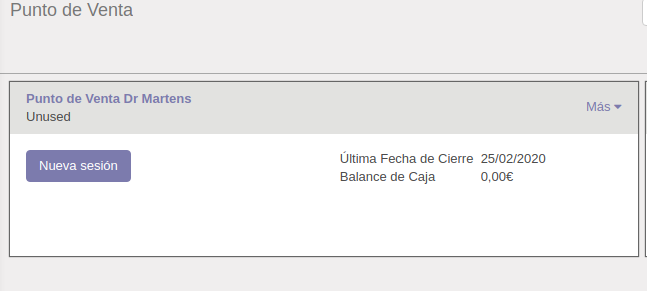 Punto de Venta
Punto de Venta Dr Martens
Unused
Más
Nueva sesión
Última Fecha de Cierre 25/02/2020
Balance de Caja 0,00€